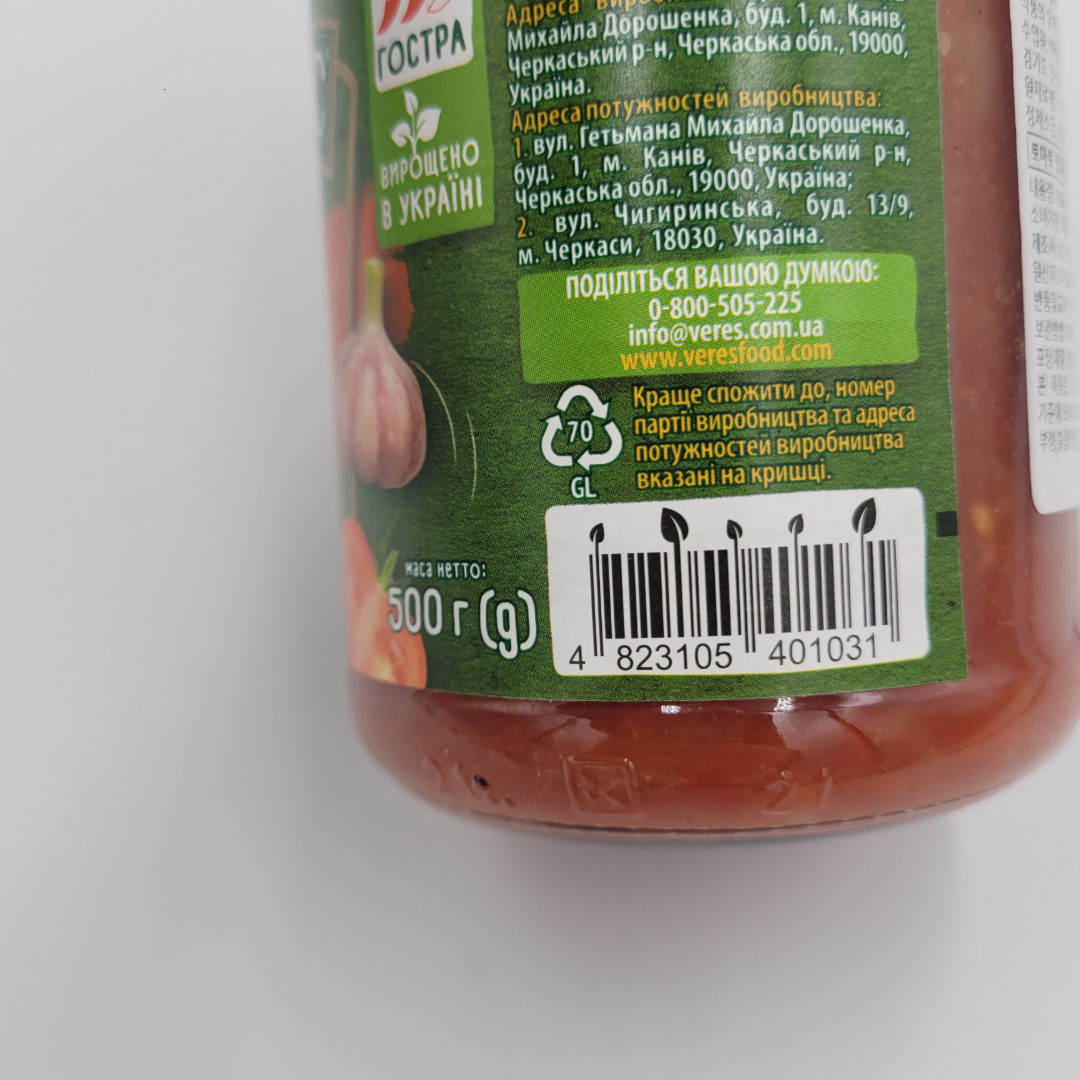 ГОСТРА
ВИРОЩЕНО
В УКРАЇНІ
Адреса
Михайла Дорошенка, буд. 1, м. Канів,
Черкаський р-н, Черкаська обл., 19000,
Україна.
Адреса потужностей виробництва:
1. вул. Гетьмана Михайла Дорошенка,
буд. 1, м. Канів, Черкаський р-н,
Черкаська обл., 19000, Україна;
2. вул. Чигиринська, буд. 13/9,
м. Черкаси, 18030, Україна.
ПОДІЛІТЬСЯ ВАШОЮ ДУМКОЮ:
0-800-505-225
info@veres.com.ua
www.veresfood.com
70
GL
Краще спожити до, номер
партії виробництва та адреса
потужностей виробництва
вказані на кришці.
маса нетто:
500 г (g)
4 823105 401031
21